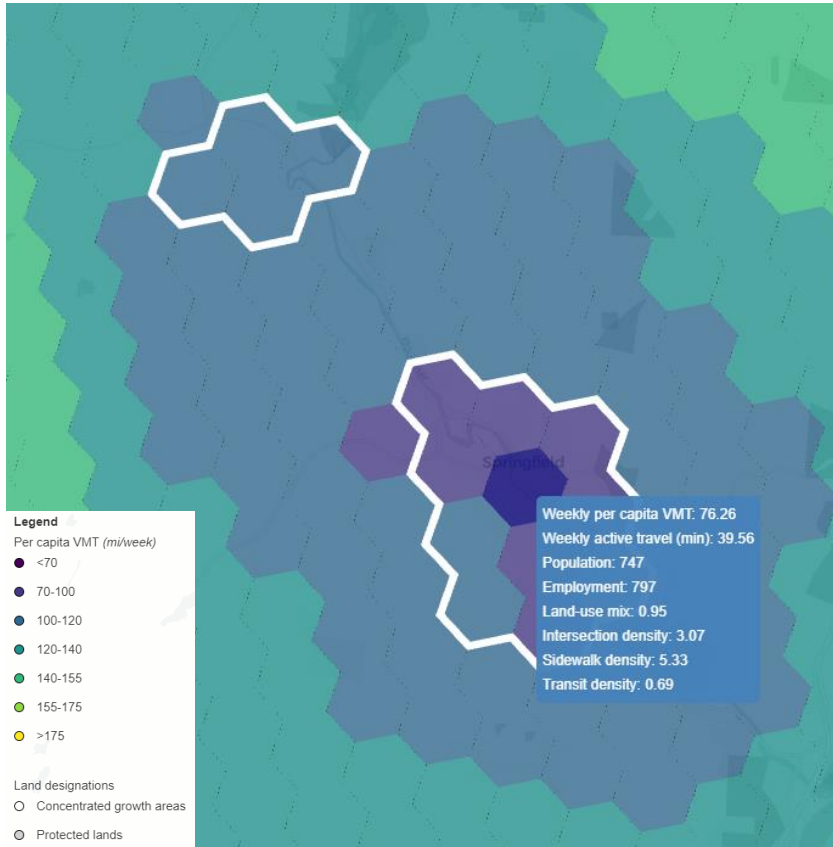 Springfield
Weekly per capita VMT: 76.26
Weekly active travel (min): 39.56
Population: 747
Employment: 797
Land-use mix: 0.95
Intersection density: 3.07
Sidewalk density: 5.33
Transit density: 0.69
Legend
Per capita VMT (mi/week)
<70
70-100
100-120
120-140
140-155
155-175
>175
Land designations
Concentrated growth areas
Protected lands